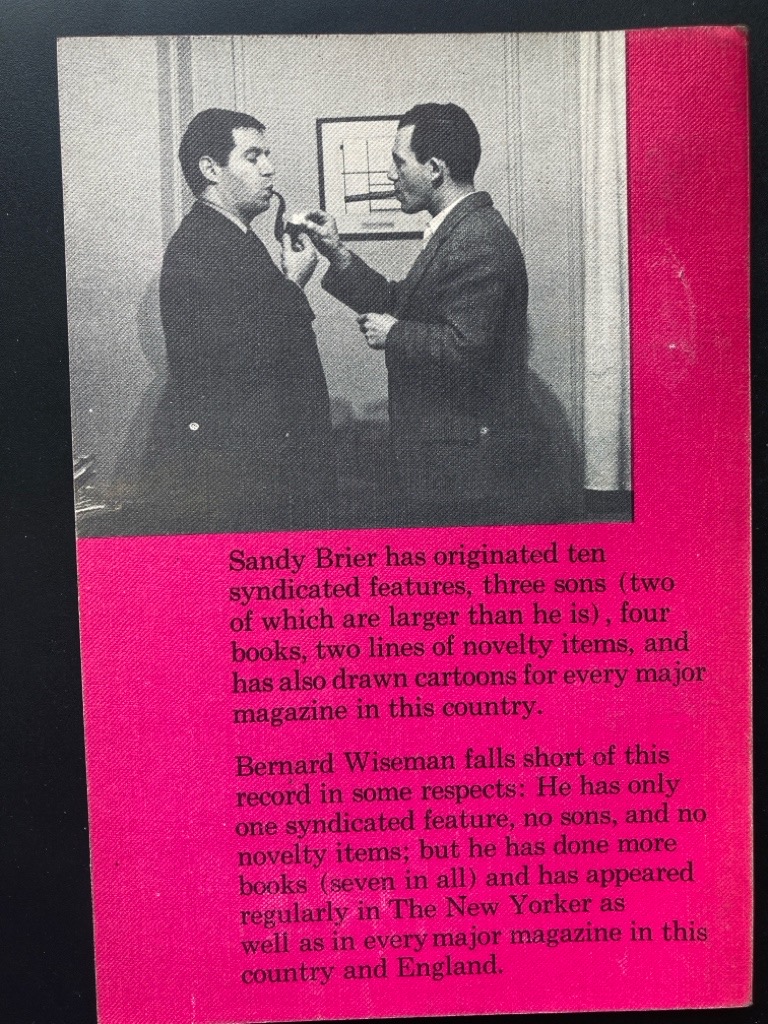 Sandy Brier has originated ten
syndicated features, three sons (two
of which are larger than he is), four
books, two lines of novelty items, and
has also drawn cartoons for every major
magazine in this country.
Bernard Wiseman falls short of this
record in some respects: He has only
one syndicated feature, no sons, and no
novelty items; but he has done more
books (seven in all) and has appeared
regularly in The New Yorker as
well as in every major magazine in this
country and England.